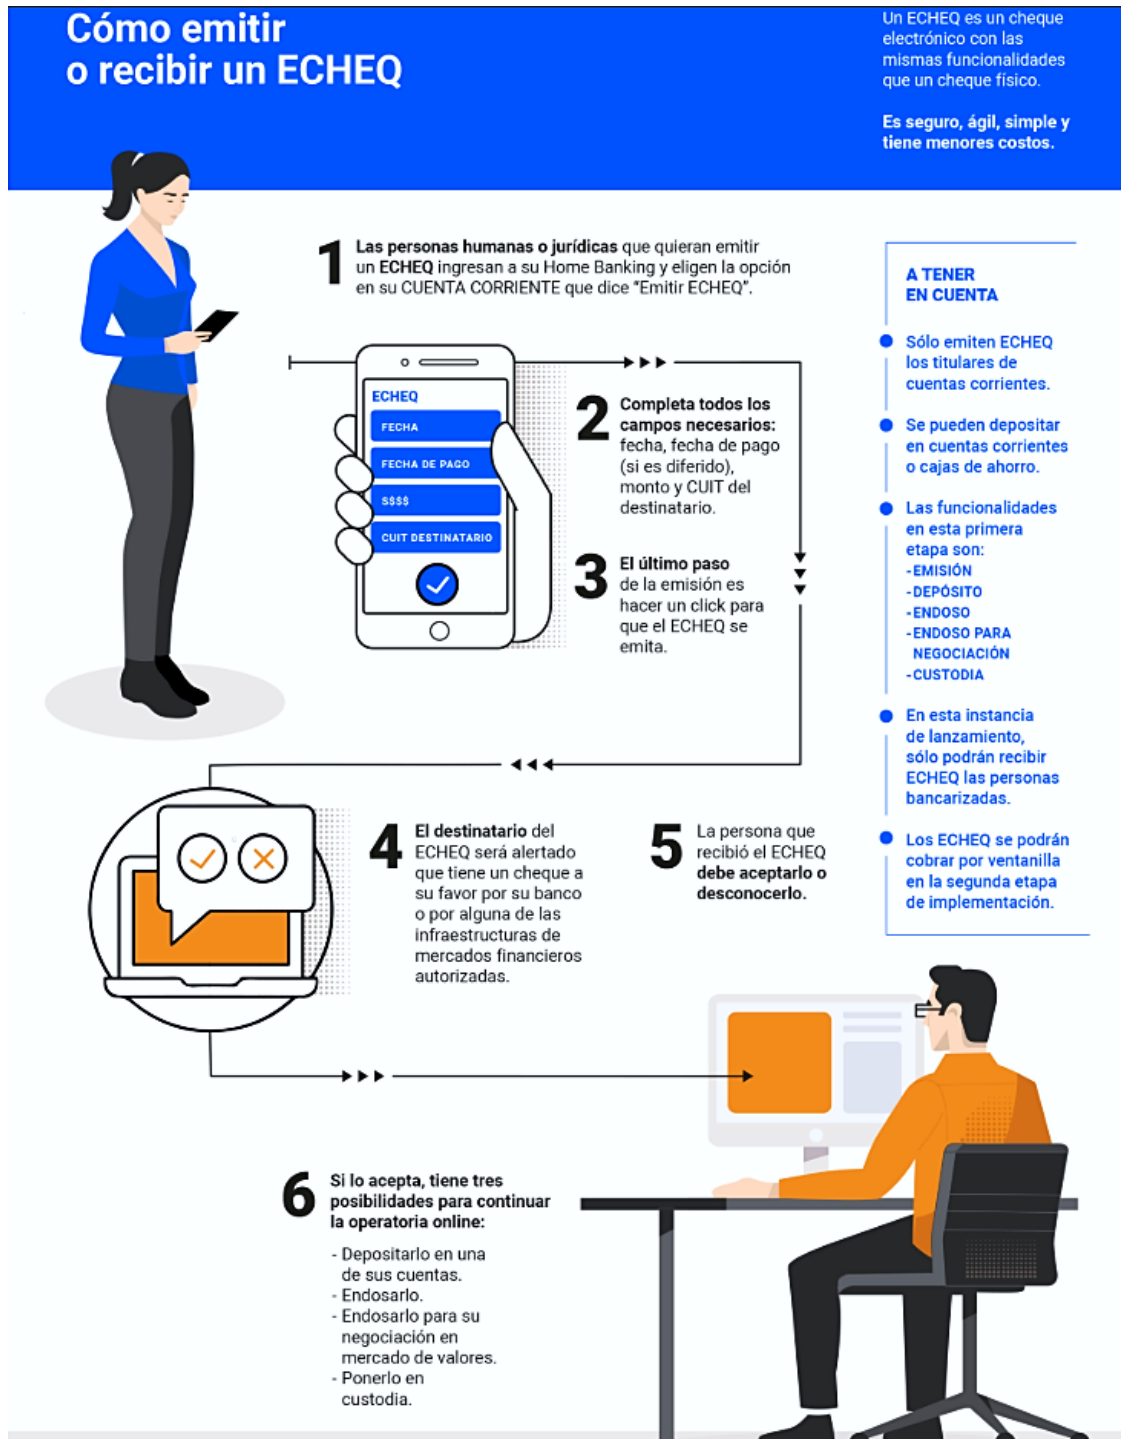 Cómo emitir
o recibir un ECHEQ
Un ECHEQ es un cheque
electrónico con las
mismas funcionalidades
que un cheque físico.
Es seguro, ágil, simple y
tiene menores costos.
1
Las personas humanas o jurídicas que quieran emitir
un ECHEQ ingresan a su Home Banking y eligen la opción
en su CUENTA CORRIENTE que dice “Emitir ECHEQ”.
ECHEQ
FECHA
FECHA DE PAGO
S$$$
CUIT DESTINATARIO
2
Completa todos los
campos necesarios:
fecha, fecha de pago
(si es diferido),
monto y CUIT del
destinatario.
3
El último paso
de la emisión es
hacer un click para
que el ECHEQ se
emita.
A TENER
EN CUENTA
Sólo emiten ECHEQ
los titulares de
cuentas corrientes.
Se pueden depositar
en cuentas corrientes
o cajas de ahorro.
Las funcionalidades
en esta primera
etapa son:
-EMISIÓN
-DEPÓSITO
-ENDOSO
-ENDOSO PARA
NEGOCIACIÓN
-CUSTODIA
En esta instancia
de lanzamiento,
sólo podrán recibir
ECHEQ las personas
bancarizadas.
Los ECHEQ se podrán
cobrar por ventanilla
en la segunda etapa
de implementación.
4
El destinatario del
ECHEQ será alertado
que tiene un cheque a
su favor por su banco
o por alguna de las
infraestructuras de
mercados financieros
autorizadas.
5
La persona que
recibió el ECHEQ
debe aceptarlo o
desconocerlo.
6
Si lo acepta, tiene tres
posibilidades para continuar
la operatoria online:
- Depositarlo en una
de sus cuentas.
- Endosarlo.
- Endosarlo para su
negociación en
mercado de valores.
- Ponerlo en
custodia.